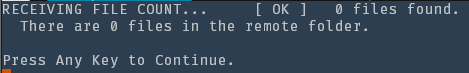 RECEIVING FILE COUNT...     [ OK ]   0 files found.
  There are 0 files in the remote folder.

Press Any Key to Continue.